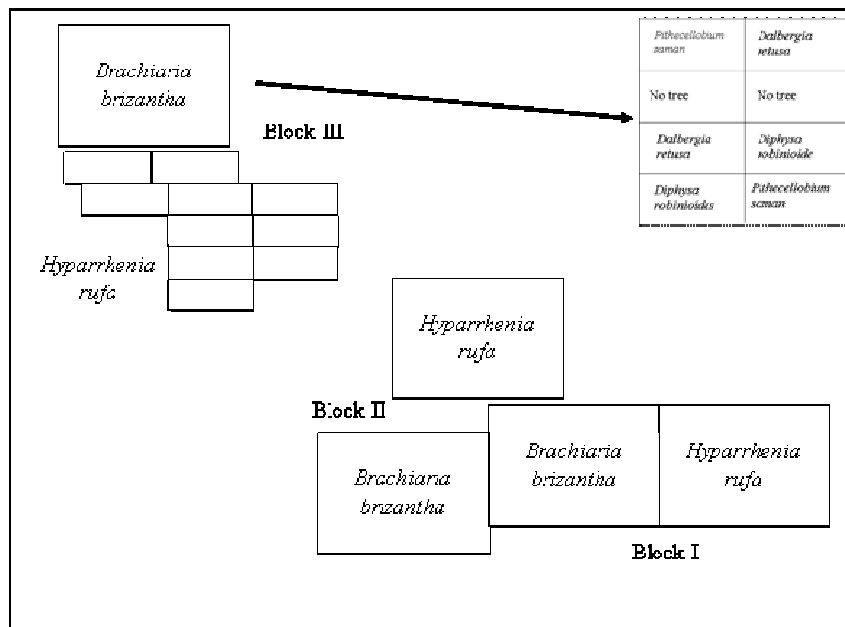 Brachiaria
brizantha
Block III
Pithecellobium
saman
Dalbergia
retusa
No tree
No tree
Dalbergia
retusa
Diphysa
robinioide
Diphysa
robinioides
Pithecellobium
saman
Hyparrhenia
rufa
Hyparrhenia
rufa
Block II
Brachiaria
brizantha
Brachiaria
brizantha
Hyparrhenia
rufa
Block I